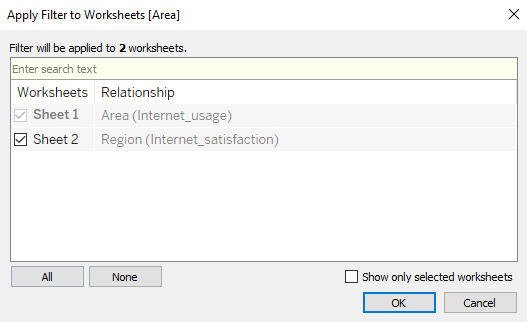 Apply Filter to Worksheets [Area]
Filter will be applied to 2 worksheets.
Enter search text
Worksheets Relationship
Sheet 1 Area (Internet_usage)
Sheet 2 Region (Internet_satisfaction)
All None Show only selected worksheets
OK Cancel